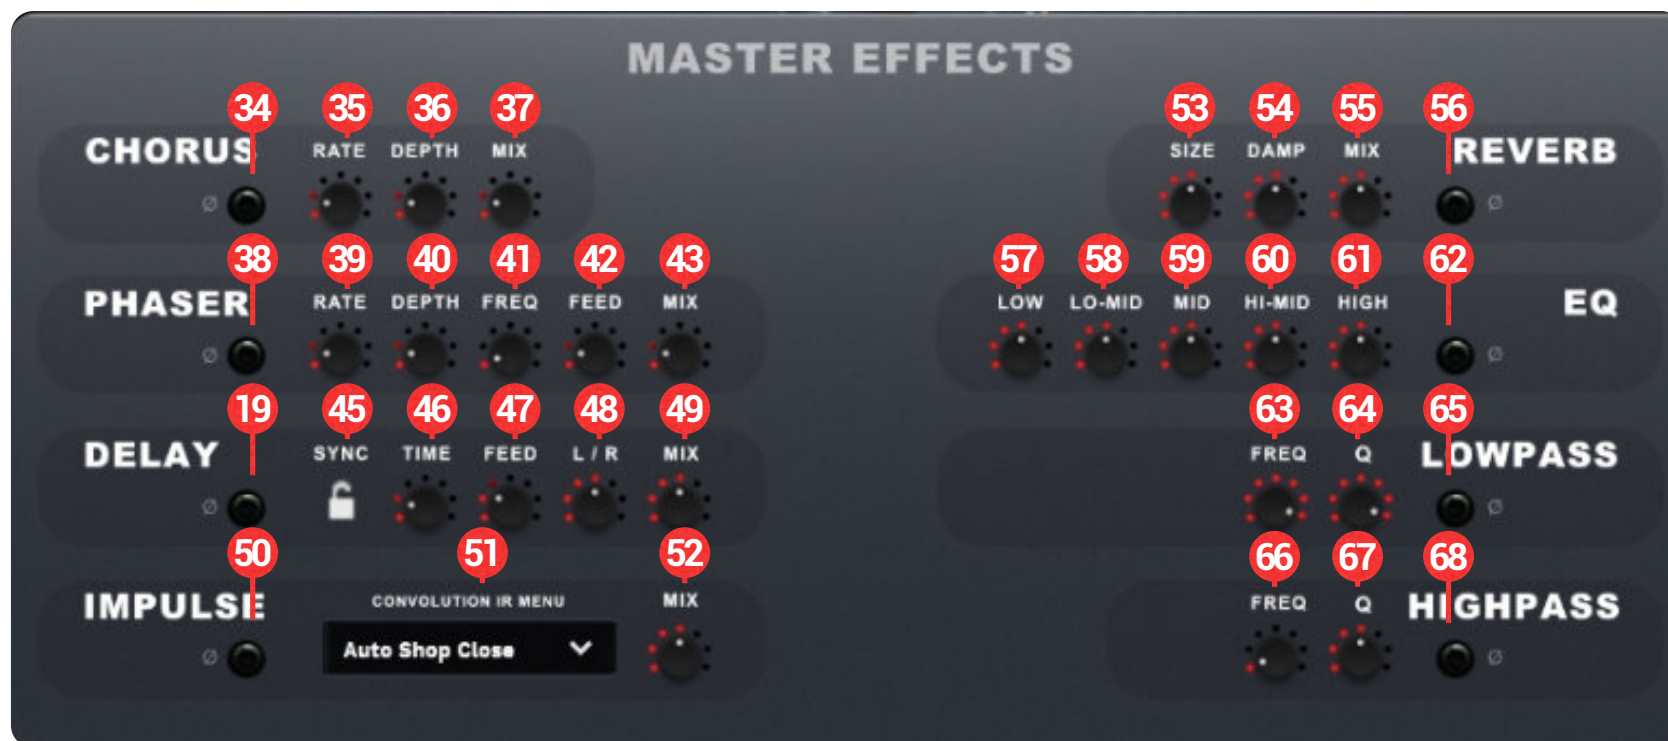 MASTER EFFECTS
34 35 36 37
CHORUS RATE DEPTH MIX
Ø
53 54 55 56
SIZE DAMP MIX REVERB
Ø
38 39 40 41 42 43
PHASER RATE DEPTH FREQ FEED MIX
Ø
57 58 59 60 61 62
LOW LO-MID MID HI-MID HIGH EQ
Ø
19 45 46 47 48 49
DELAY SYNC TIME FEED L / R MIX
Ø
63 64 65
FREQ Q LOWPASS
Ø
50 51 52
IMPULSE CONVOLUTION IR MENU MIX
Ø Auto Shop Close
66 67 68
FREQ Q HIGHPASS
Ø